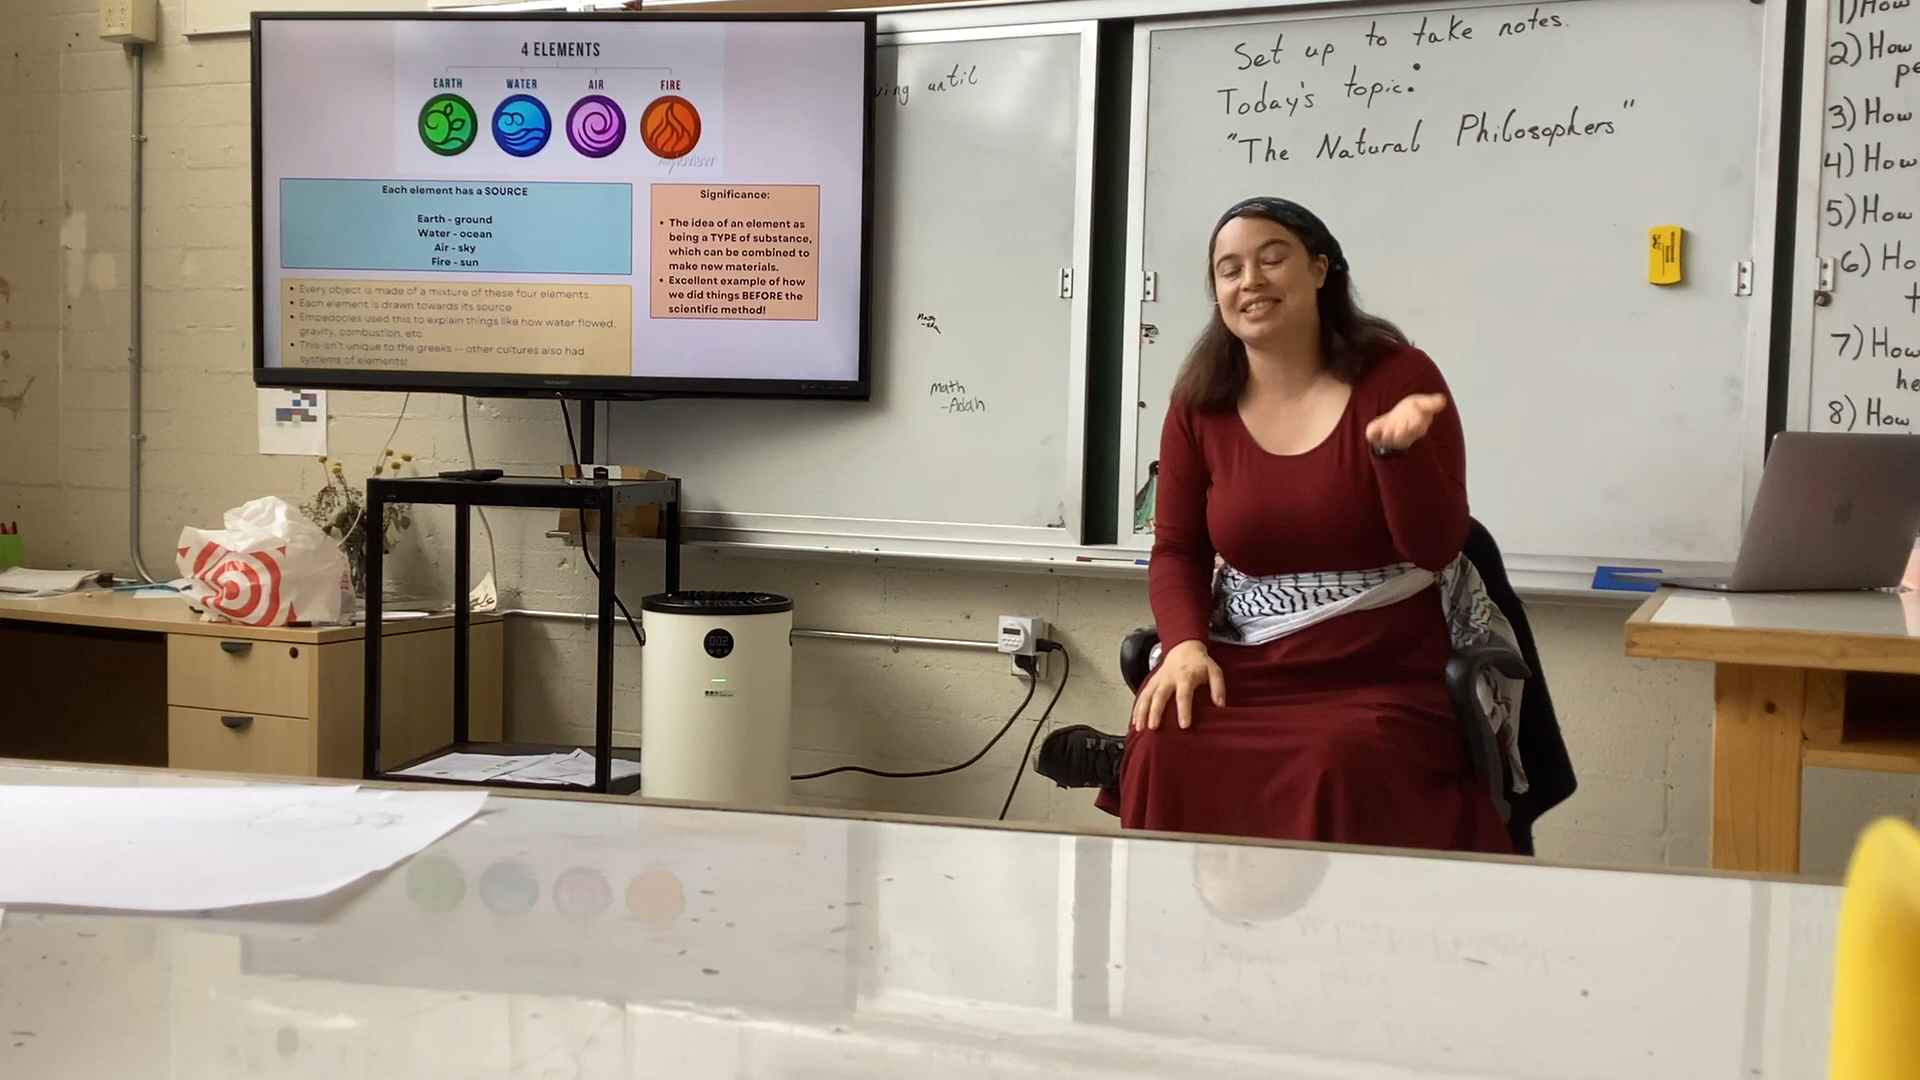 4 ELEMENTS
EARTH WATER AIR FIRE
Each element has a SOURCE
Earth - ground
Water - ocean
Air - sky
Fire - sun
• Every object is made of a mixture of these four elements.
• Each element is drawn towards its source
• Empedocles used this to explain things like how water flowed,
gravity, combustion, etc
• This isn't unique to the greeks -- other cultures also had
systems of elements!
Significance:
• The idea of an element as
being a TYPE of substance,
which can be combined to
make new materials.
• Excellent example of how
we did things BEFORE the
scientific method!
until
math
-Adah
Set up to take notes.
Today's topic:
"The Natural Philosophers"
1) How
2) How
pe
3) How
4) How
5) How
6) Ho
t
7) How
he
8) How
002